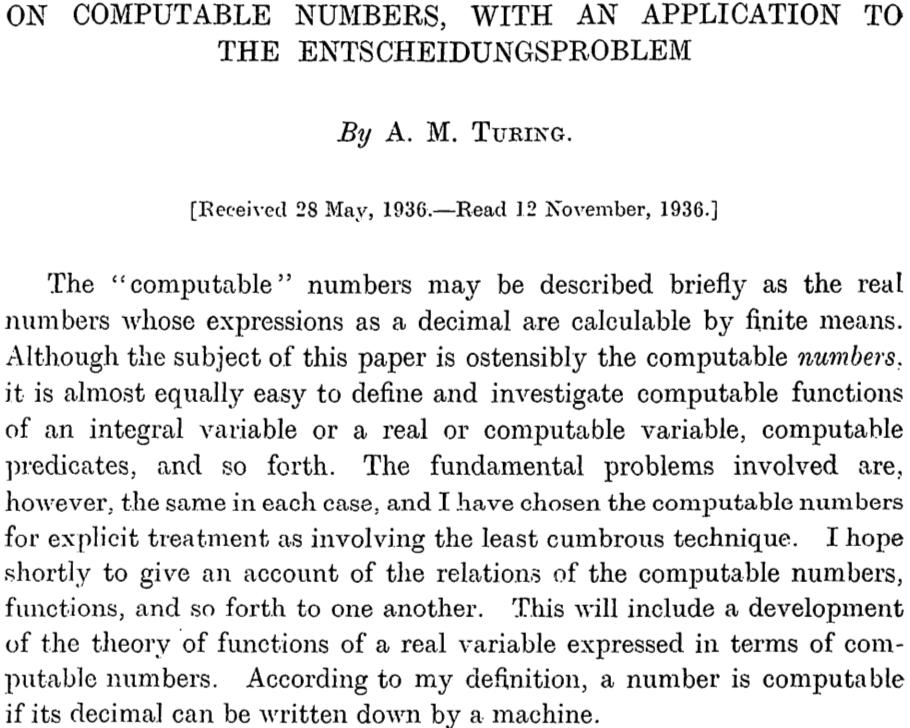 ON COMPUTABLE NUMBERS, WITH AN APPLICATION TO
THE ENTSCHEIDUNGSPROBLEM
By A. M. TURING.
[Received 28 May, 1936.—Read 12 November, 1936.]
The “computable” numbers may be described briefly as the real
numbers whose expressions as a decimal are calculable by finite means.
Although the subject of this paper is ostensibly the computable numbers,
it is almost equally easy to define and investigate computable functions
of an integral variable or a real or computable variable, computable
predicates, and so forth. The fundamental problems involved are,
however, the same in each case, and I have chosen the computable numbers
for explicit treatment as involving the least cumbrous technique. I hope
shortly to give an account of the relations of the computable numbers,
functions, and so forth to one another. This will include a development
of the theory of functions of a real variable expressed in terms of com-
putable numbers. According to my definition, a number is computable
if its decimal can be written down by a machine.